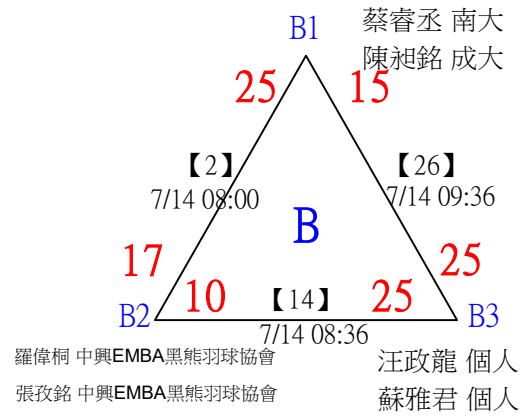 B1
蔡睿丞 南大
陳昶銘 成大
25
15
【2】
7/14 08:00
【26】
7/14 09:36
B
17
25
10
【14】
25
B2
7/14 08:36
B3
羅偉桐 中興EMBA黑熊羽球協會
張孜銘 中興EMBA黑熊羽球協會
汪政龍 個人
蘇雅君 個人